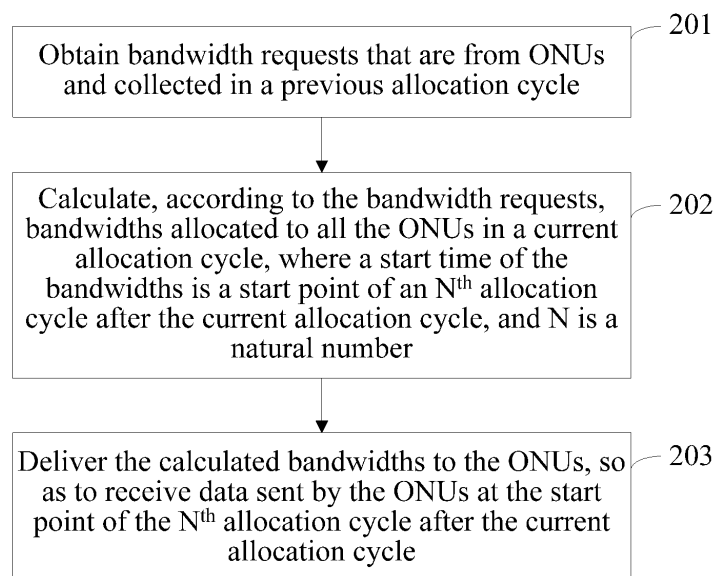 201
Obtain bandwidth requests that are from ONUs
and collected in a previous allocation cycle
202
Calculate, according to the bandwidth requests,
bandwidths allocated to all the ONUs in a current
allocation cycle, where a start time of the
bandwidths is a start point of an Nth allocation
cycle after the current allocation cycle, and N is a
natural number
203
Deliver the calculated bandwidths to the ONUs, so
as to receive data sent by the ONUs at the start
point of the Nth allocation cycle after the current
allocation cycle